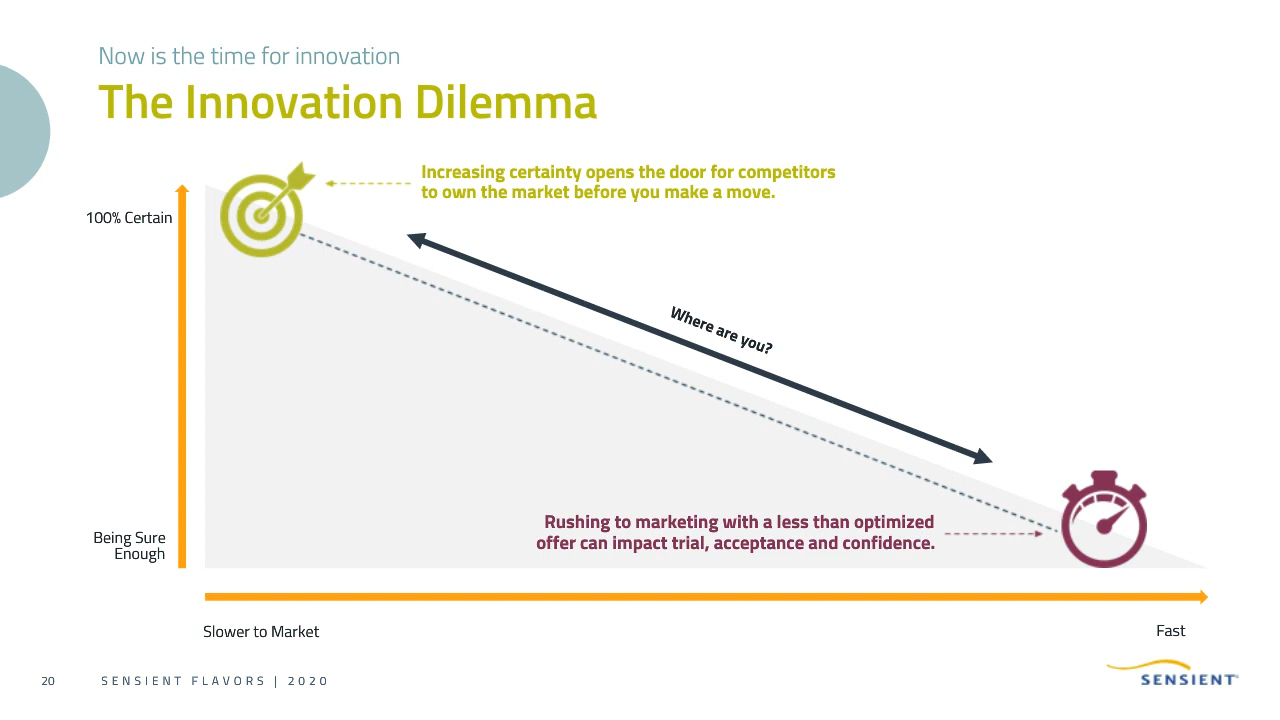 Now is the time for innovation
The Innovation Dilemma
Increasing certainty opens the door for competitors
to own the market before you make a move.
100% Certain
Where are you?
Rushing to marketing with a less than optimized
offer can impact trial, acceptance and confidence.
Being Sure
Enough
Slower to Market
Fast
20
SENSIENT FLAVORS | 2020
SENSIENT